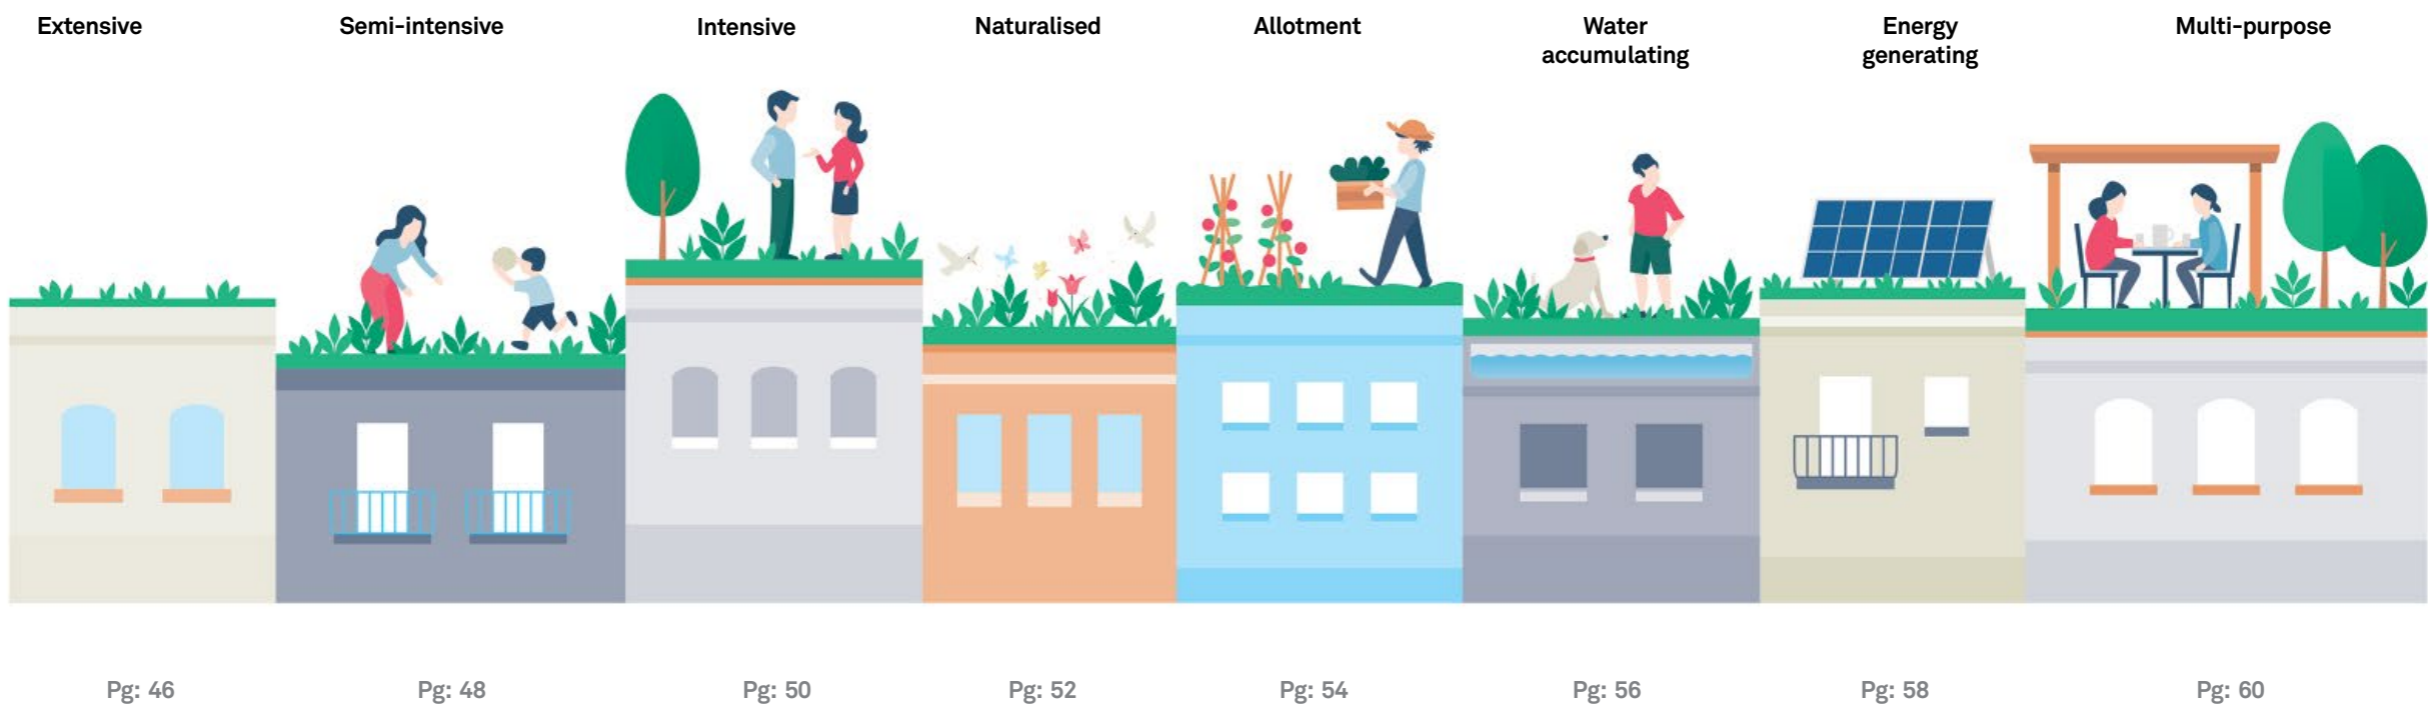 Extensive
Semi-intensive
Intensive
Naturalised
Allotment
Water
accumulating
Energy
generating
Multi-purpose
Pg: 46
Pg: 48
Pg: 50
Pg: 52
Pg: 54
Pg: 56
Pg: 58
Pg: 60